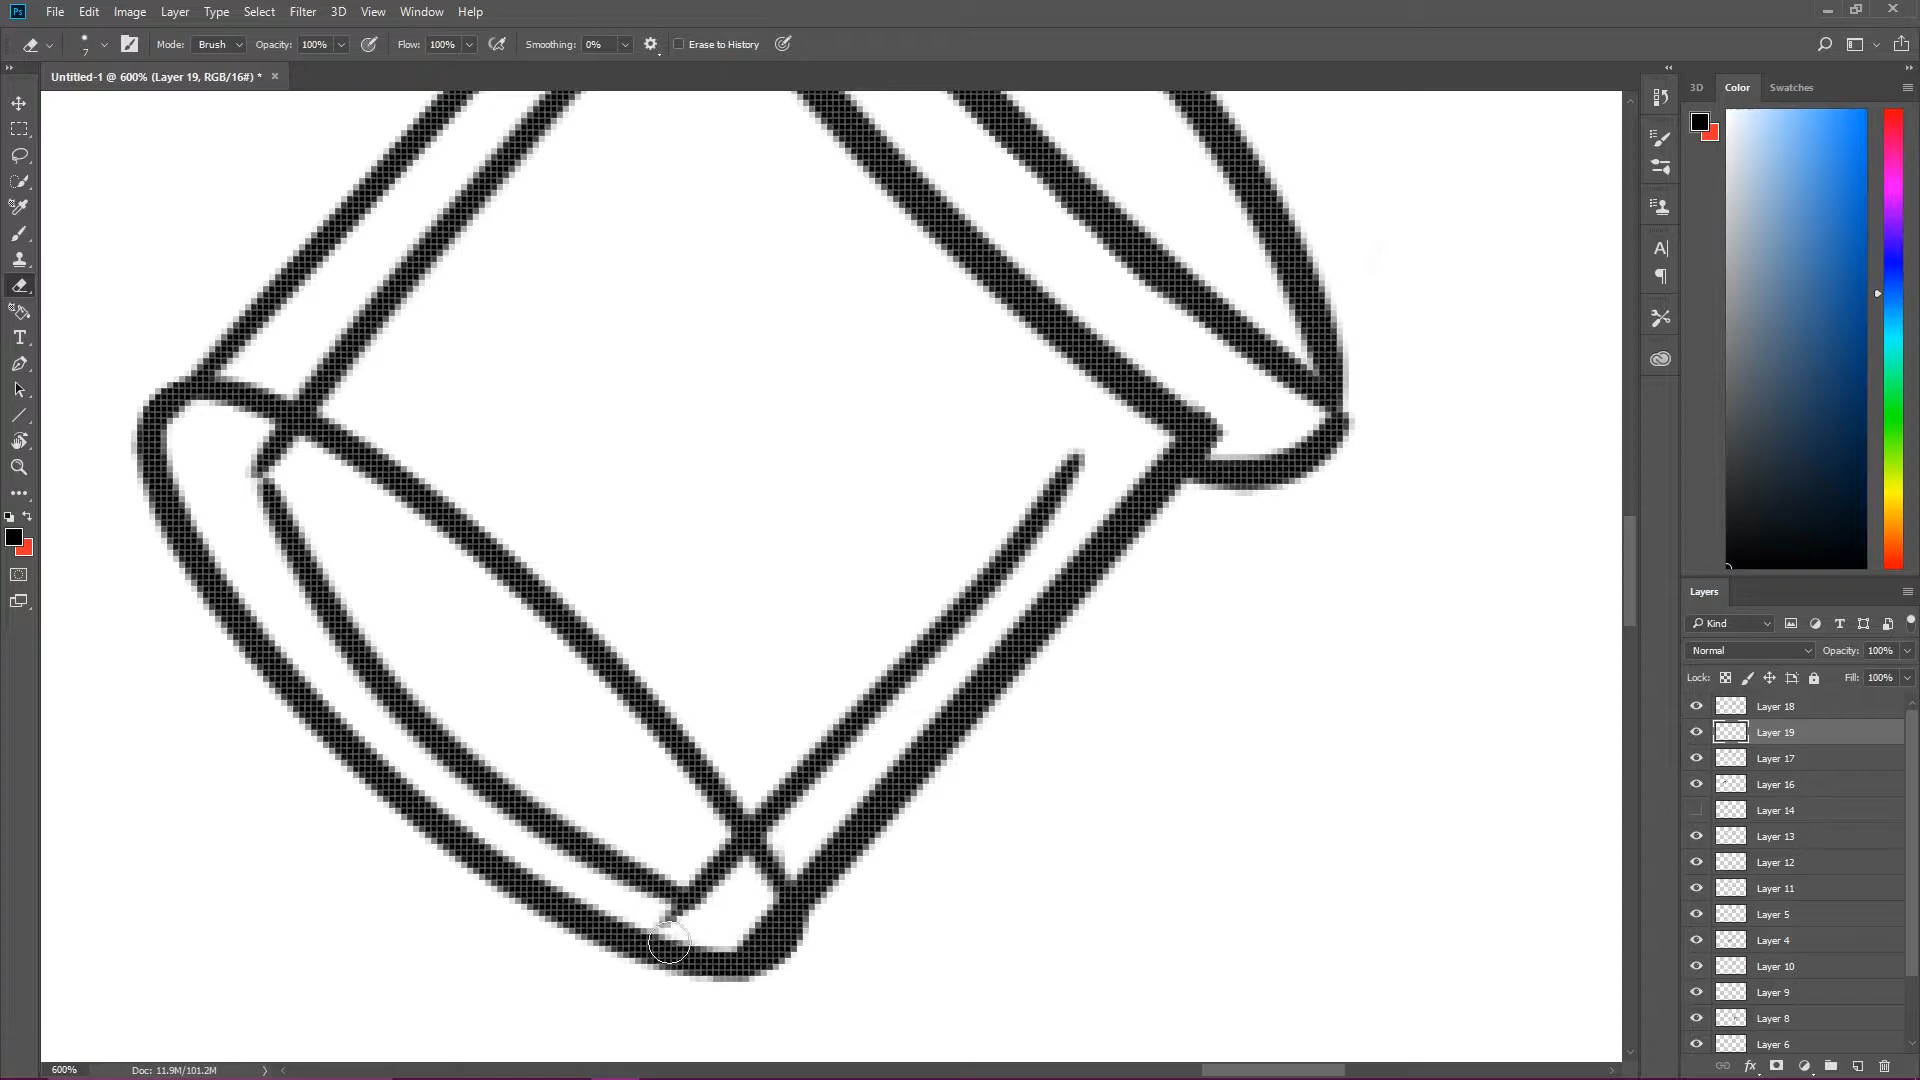 Ps File Edit Image Layer Type Select Filter 3D View Window Help
7 Mode: Brush Opacity: 100% Flow: 100% Smoothing: 0% Erase to History
Untitled-1 @ 600% (Layer 19, RGB/16#) *
3D Color Swatches
Layers
Kind
Normal Opacity: 100%
Lock: Fill: 100%
Layer 18
Layer 19
Layer 17
Layer 16
Layer 14
Layer 13
Layer 12
Layer 11
Layer 5
Layer 4
Layer 10
Layer 9
Layer 8
Layer 6
600% Doc: 11.9M/101.2M